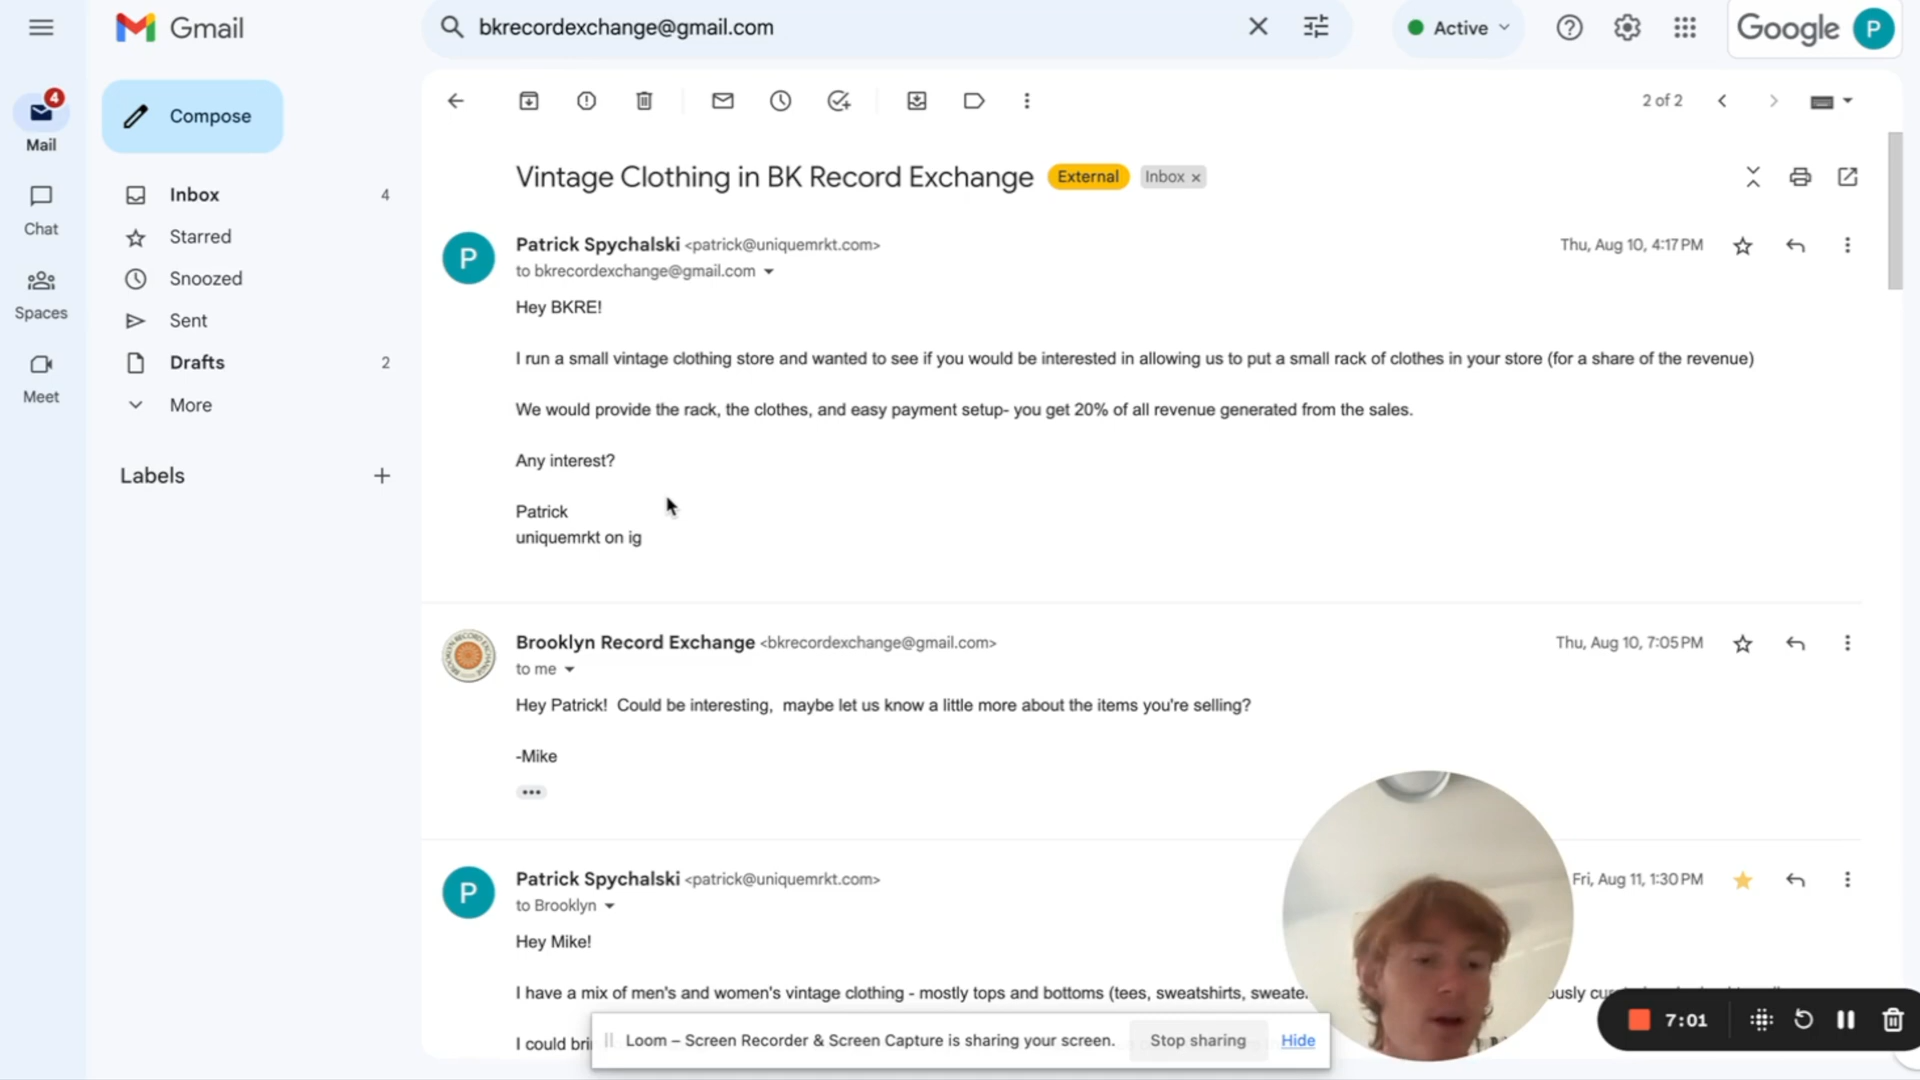 Gmail
bkrecordexchange@gmail.com
Active
Google
P
4
Mail
Compose
Chat
Spaces
Meet
Inbox 4
Starred
Snoozed
Sent
Drafts 2
More
Labels
2 of 2
Vintage Clothing in BK Record Exchange External Inbox x
P
Patrick Spychalski <patrick@uniquemrkt.com> Thu, Aug 10, 4:17 PM
to bkrecordexchange@gmail.com
Hey BKRE!
I run a small vintage clothing store and wanted to see if you would be interested in allowing us to put a small rack of clothes in your store (for a share of the revenue)
We would provide the rack, the clothes, and easy payment setup- you get 20% of all revenue generated from the sales.
Any interest?
Patrick
uniquemrkt on ig
BROOKLYN RECORD EXCHANGE
Brooklyn Record Exchange <bkrecordexchange@gmail.com> Thu, Aug 10, 7:05 PM
to me
Hey Patrick!  Could be interesting,  maybe let us know a little more about the items you're selling?
-Mike
P
Patrick Spychalski <patrick@uniquemrkt.com> Fri, Aug 11, 1:30 PM
to Brooklyn
Hey Mike!
I have a mix of men's and women's vintage clothing - mostly tops and bottoms (tees, sweatshirts,
I could
Loom – Screen Recorder & Screen Capture is sharing your screen. Stop sharing Hide
7:01